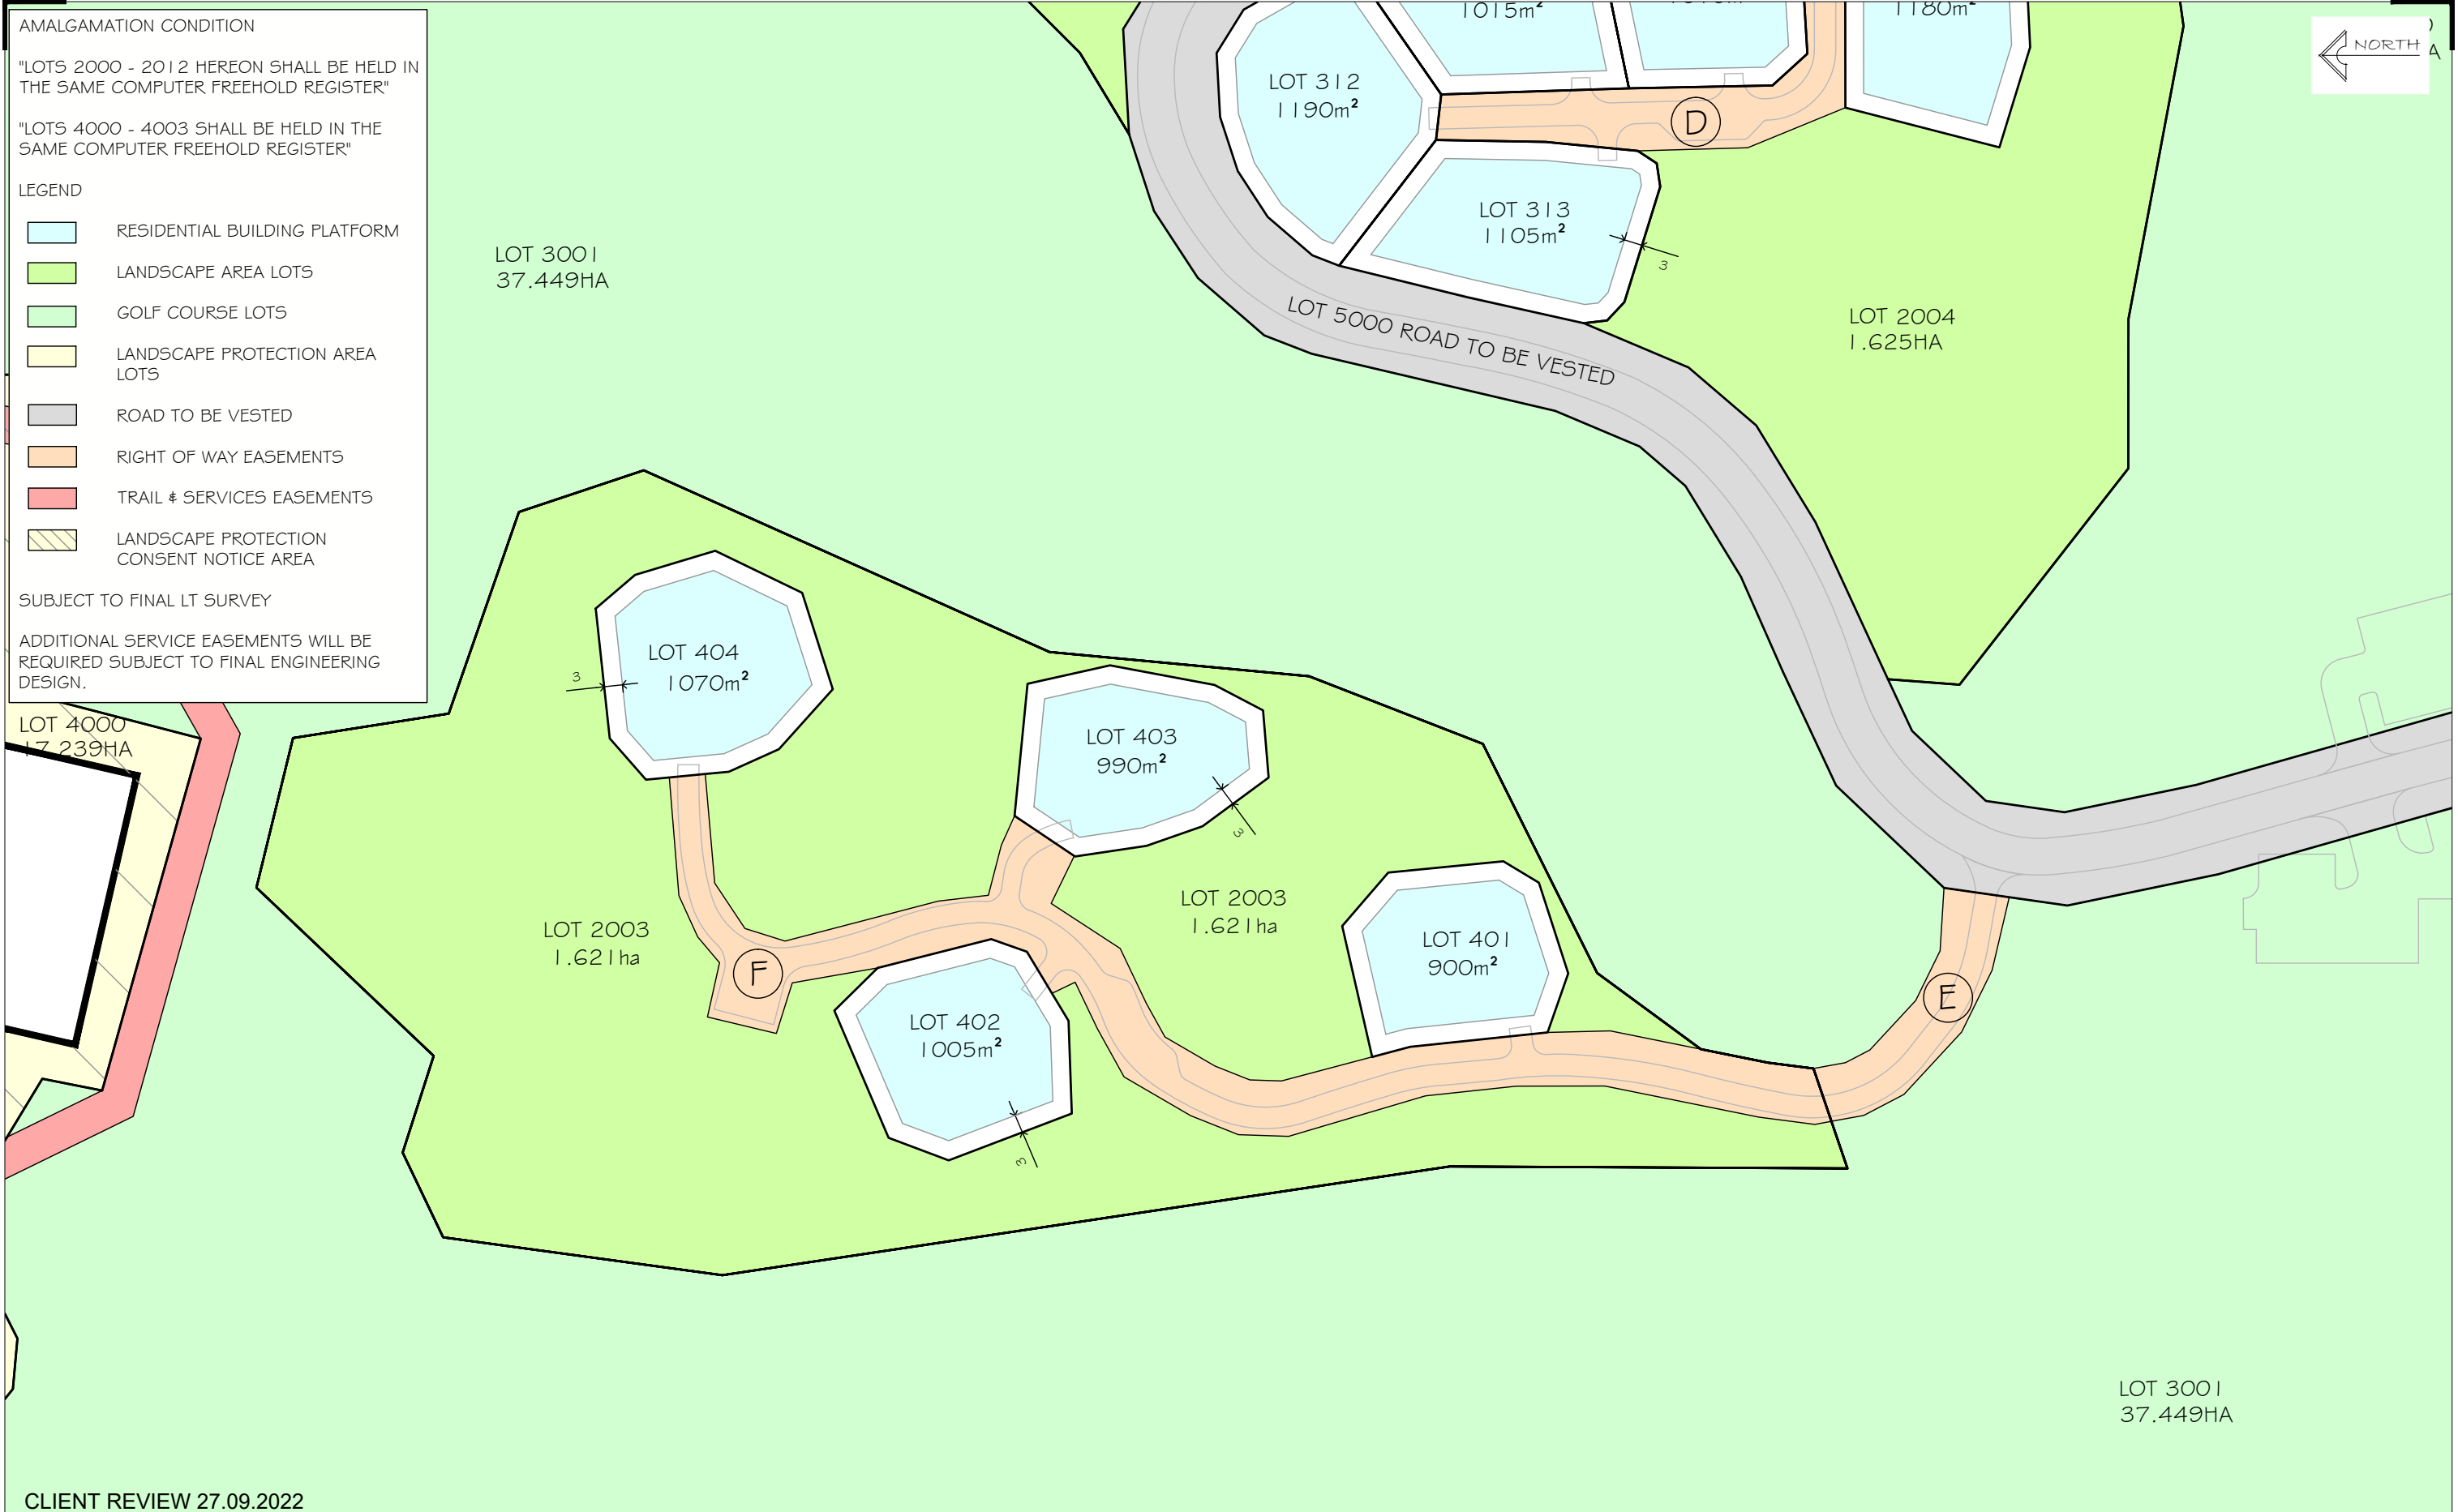 AMALGAMATION CONDITION
"LOTS 2000 - 2012 HEREON SHALL BE HELD IN
THE SAME COMPUTER FREEHOLD REGISTER"
"LOTS 4000 - 4003 SHALL BE HELD IN THE
SAME COMPUTER FREEHOLD REGISTER"
LEGEND
RESIDENTIAL BUILDING PLATFORM
LANDSCAPE AREA LOTS
GOLF COURSE LOTS
LANDSCAPE PROTECTION AREA
LOTS
ROAD TO BE VESTED
RIGHT OF WAY EASEMENTS
TRAIL & SERVICES EASEMENTS
LANDSCAPE PROTECTION
CONSENT NOTICE AREA
SUBJECT TO FINAL LT SURVEY
ADDITIONAL SERVICE EASEMENTS WILL BE
REQUIRED SUBJECT TO FINAL ENGINEERING
DESIGN.
1015m²
1180m²
NORTH
LOT 312
1190m²
D
LOT 313
1105m²
3
LOT 3001
37.449HA
LOT 5000 ROAD TO BE VESTED
LOT 2004
1.625HA
LOT 404
1070m²
3
LOT 4000
17.239HA
LOT 403
990m²
3
LOT 2003
1.621ha
LOT 2003
1.621ha
LOT 401
900m²
F
E
LOT 402
1005m²
3
LOT 3001
37.449HA
CLIENT REVIEW 27.09.2022